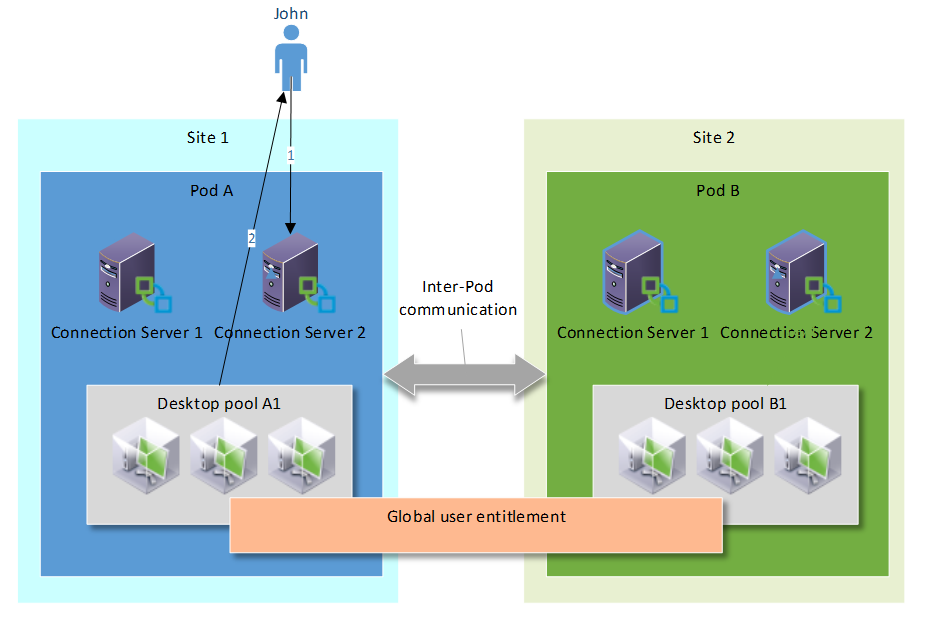 John
Site 1
Site 2
1
Pod A
Pod B
2
Inter-Pod
communication
Connection Server 1
Connection Server 2
Connection Server 1
Connection Server 2
Desktop pool A1
Desktop pool B1
Global user entitlement